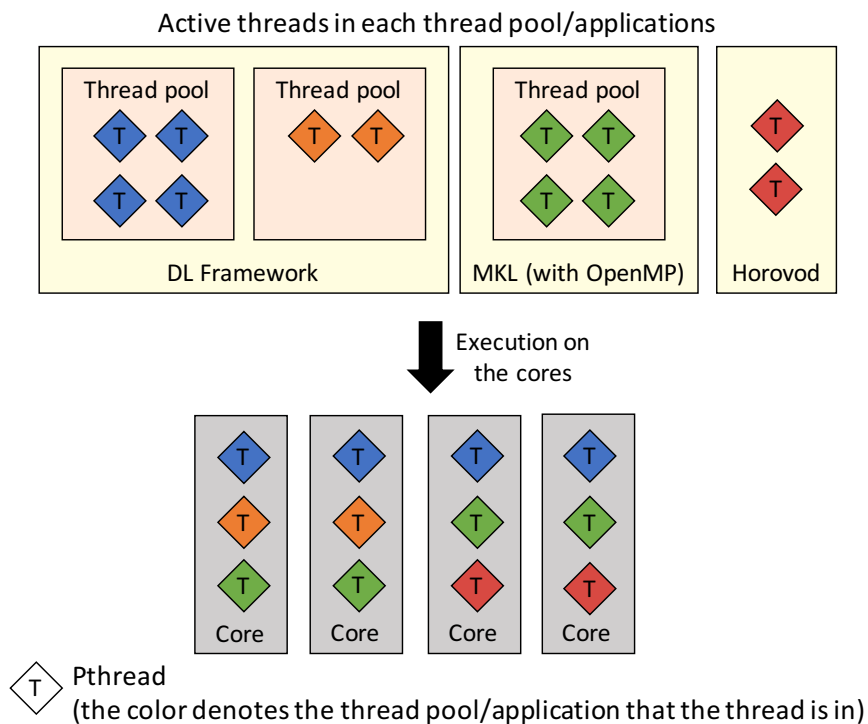 Active threads in each thread pool/applications
Thread pool
T T
T T
Thread pool
T T
DL Framework
Thread pool
T T
T T
MKL (with OpenMP)
T
T
Horovod
Execution on
the cores
T
T
T
Core
T
T
T
Core
T
T
T
Core
T
T
T
Core
T
Pthread
(the color denotes the thread pool/application that the thread is in)